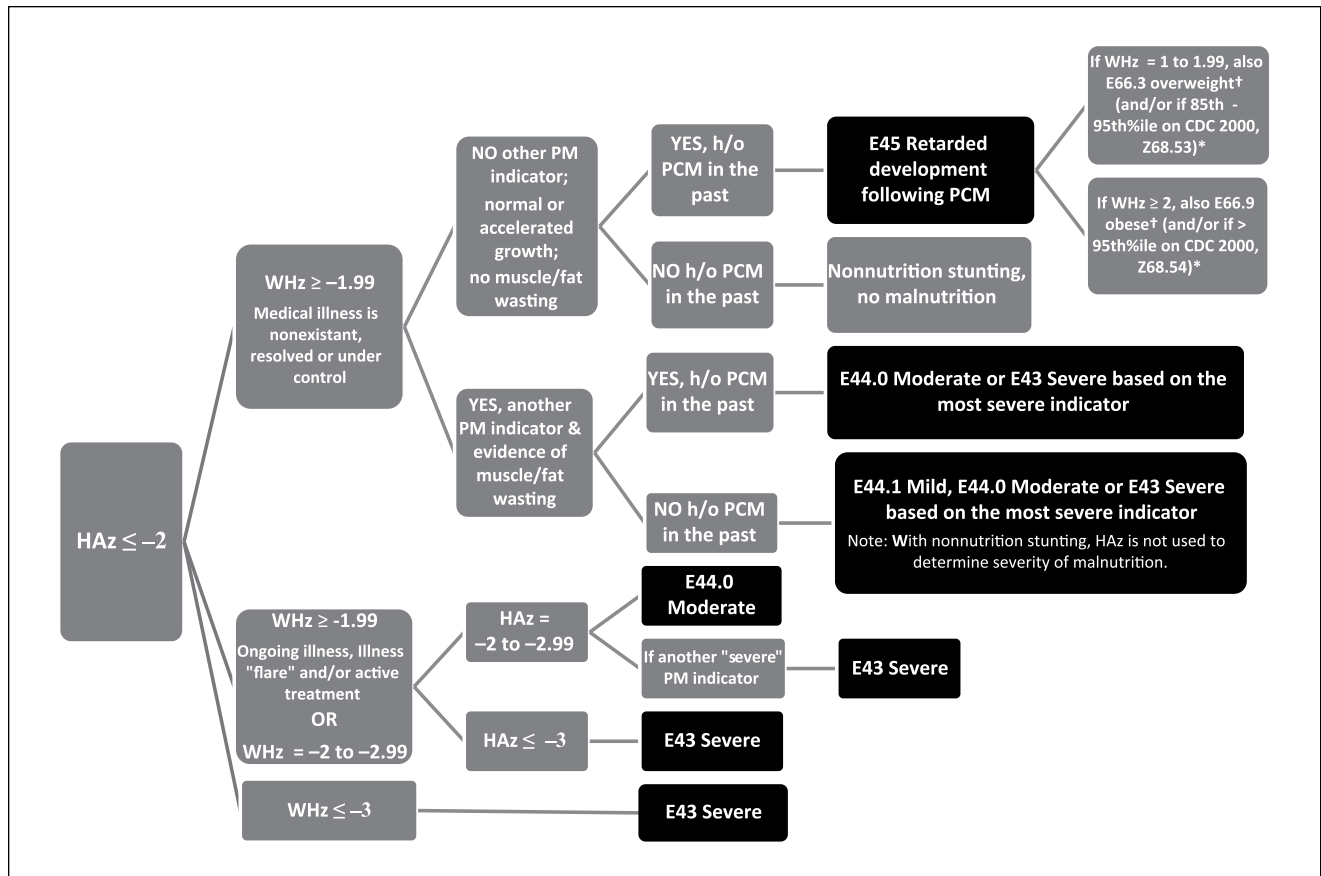 HAz ≤ –2
WHz ≥ –1.99
Medical illness is
nonexistant,
resolved or under
control
NO other PM
indicator;
normal or
accelerated
growth;
no muscle/fat
wasting
YES, h/o
PCM in the
past
E45 Retarded
development
following PCM
If WHz = 1 to 1.99, also
E66.3 overweight†
(and/or if 85th -
95th%ile on CDC 2000,
Z68.53)*
If WHz ≥ 2, also E66.9
obese† (and/or if >
95th%ile on CDC 2000,
Z68.54)*
NO h/o PCM
in the past
Nonnutrition stunting,
no malnutrition
YES, another
PM indicator &
evidence of
muscle/fat
wasting
YES, h/o PCM
in the past
E44.0 Moderate or E43 Severe based on the
most severe indicator
NO h/o PCM
in the past
E44.1 Mild, E44.0 Moderate or E43 Severe
based on the most severe indicator
Note: With nonnutrition stunting, HAz is not used to
determine severity of malnutrition.
WHz ≥ -1.99
Ongoing illness, Illness
"flare" and/or active
treatment
OR
WHz = –2 to –2.99
HAz =
–2 to –2.99
E44.0
Moderate
If another "severe"
PM indicator
E43 Severe
HAz ≤ –3
E43 Severe
WHz ≤ –3
E43 Severe